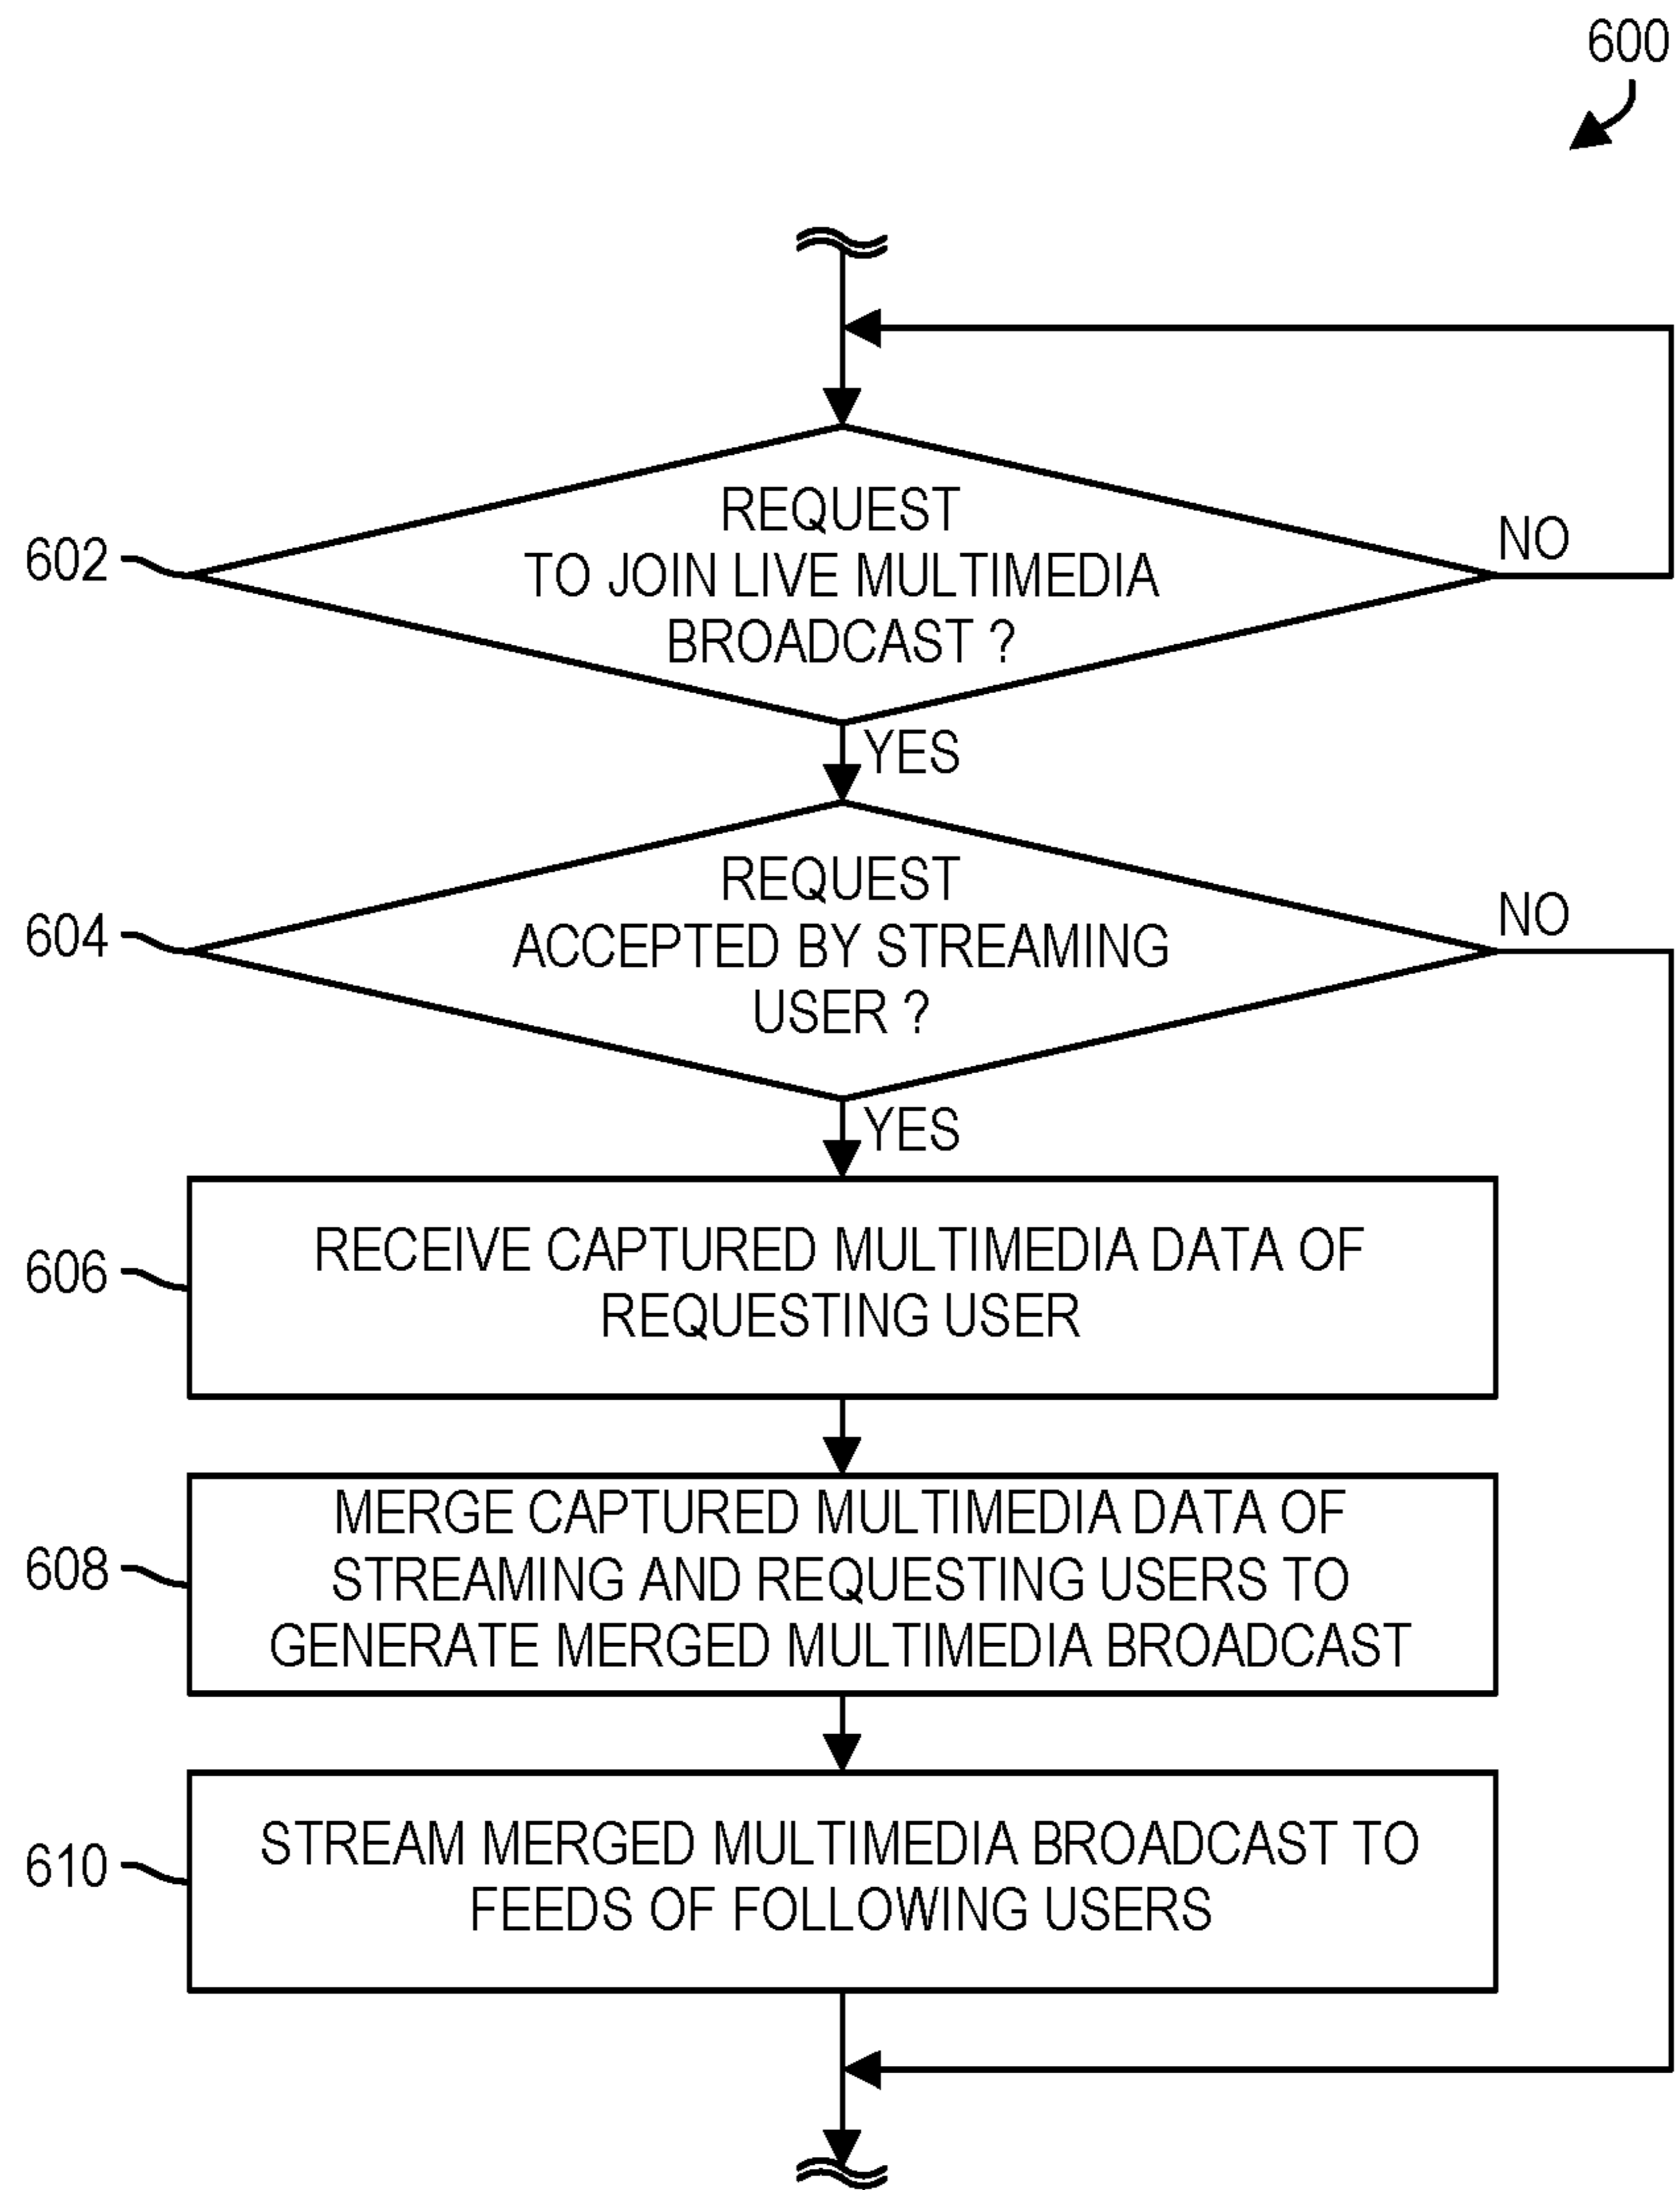 600
REQUEST
TO JOIN LIVE MULTIMEDIA
BROADCAST ?
602
NO
YES
REQUEST
ACCEPTED BY STREAMING
USER ?
604
NO
YES
RECEIVE CAPTURED MULTIMEDIA DATA OF
REQUESTING USER
606
MERGE CAPTURED MULTIMEDIA DATA OF
STREAMING AND REQUESTING USERS TO
GENERATE MERGED MULTIMEDIA BROADCAST
608
STREAM MERGED MULTIMEDIA BROADCAST TO
FEEDS OF FOLLOWING USERS
610